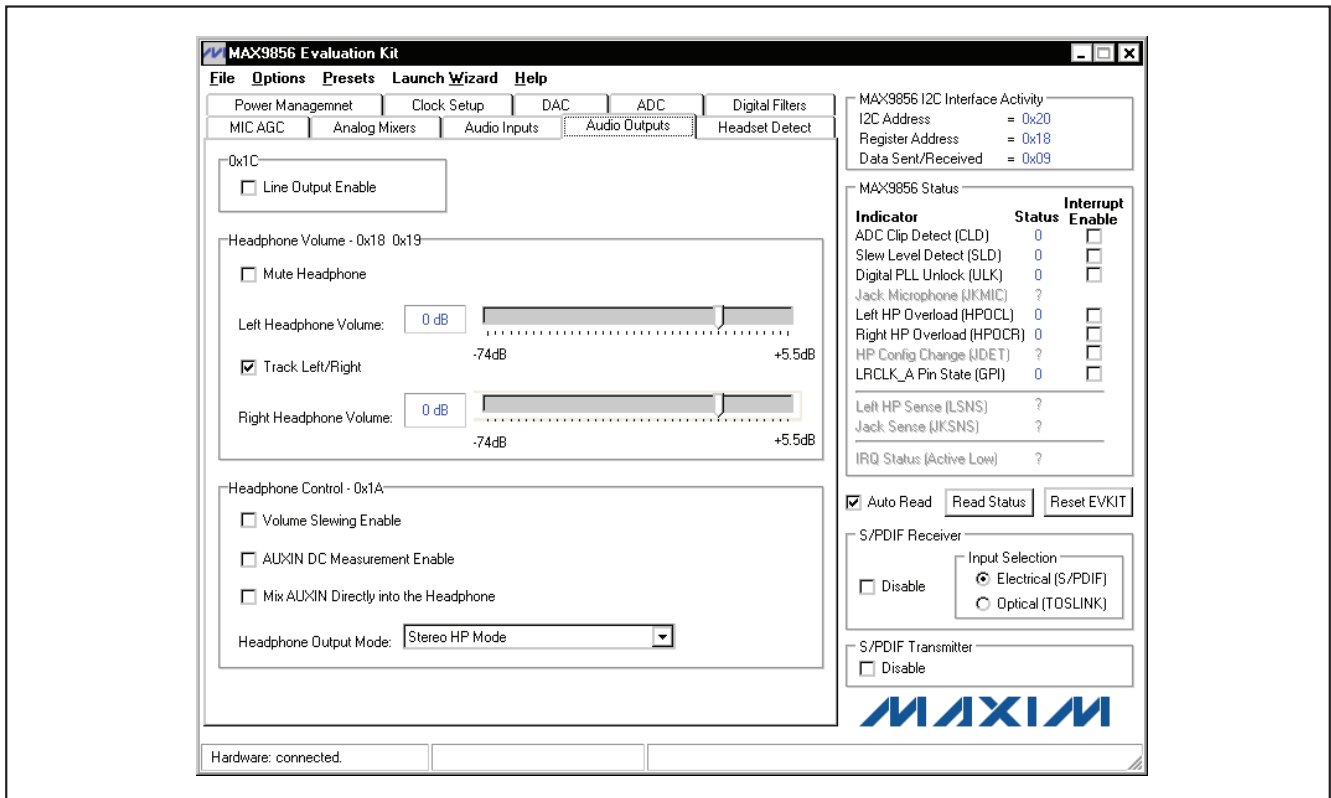 MAX9856 Evaluation Kit
File Options Presets Launch Wizard Help
Power Managemnet Clock Setup DAC ADC Digital Filters
MIC AGC Analog Mixers Audio Inputs Audio Outputs Headset Detect
0x1C
Line Output Enable
Headphone Volume - 0x18 0x19
Mute Headphone
Left Headphone Volume: 0 dB
-74dB +5.5dB
Track Left/Right
Right Headphone Volume: 0 dB
-74dB +5.5dB
Headphone Control - 0x1A
Volume Slewing Enable
AUXIN DC Measurement Enable
Mix AUXIN Directly into the Headphone
Headphone Output Mode: Stereo HP Mode
MAX9856 I2C Interface Activity
I2C Address = 0x20
Register Address = 0x18
Data Sent/Received = 0x09
MAX9856 Status
Indicator Status Interrupt Enable
ADC Clip Detect (CLD) 0
Slew Level Detect (SLD) 0
Digital PLL Unlock (ULK) 0
Jack Microphone (JKMIC) ?
Left HP Overload (HPOCL) 0
Right HP Overload (HPOCR) 0
HP Config Change (JDET) ?
LRCLK_A Pin State (GPI) 0
Left HP Sense (LSNS) ?
Jack Sense (JKSNS) ?
IRQ Status (Active Low) ?
Auto Read Read Status Reset EVKIT
S/PDIF Receiver
Disable
Input Selection
Electrical (S/PDIF)
Optical (TOSLINK)
S/PDIF Transmitter
Disable
MAXIM
Hardware: connected.